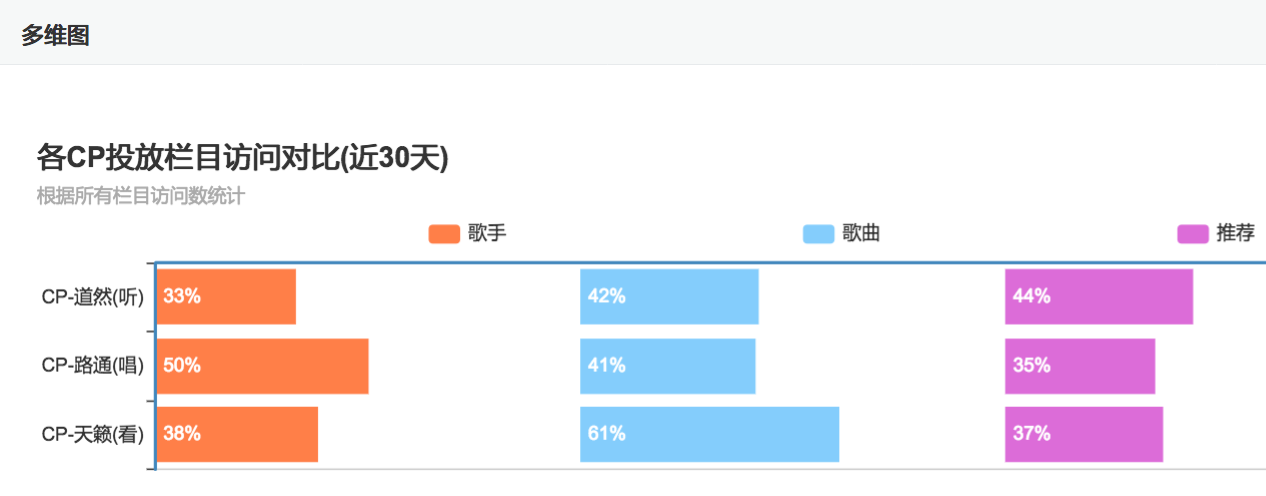 多维图
各CP投放栏目访问对比(近30天)
根据所有栏目访问数统计
歌手 歌曲 推荐
CP-道然(听) 33% 42% 44%
CP-路通(唱) 50% 41% 35%
CP-天籁(看) 38% 61% 37%